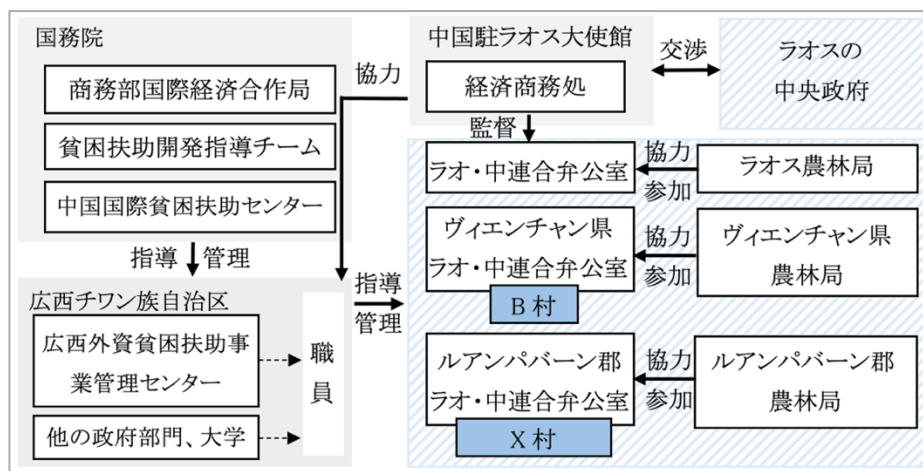 国務院
商務部国際経済合作局
貧困扶助開発指導チーム
中国国際貧困扶助センター
指導
管理
協力
中国駐ラオス大使館
経済商務処
監督
交渉
ラオスの
中央政府
ラオ・中連合弁公室
協力
参加
ラオス農林局
ヴィエンチャン県
ラオ・中連合弁公室
B 村
協力
参加
ヴィエンチャン県
農林局
広西チワン族自治区
広西外資貧困扶助事
業管理センター
他の政府部門、大学
職
員
指導
管理
ルアンパバーン郡
ラオ・中連合弁公室
X 村
協力
参加
ルアンパバーン郡
農林局